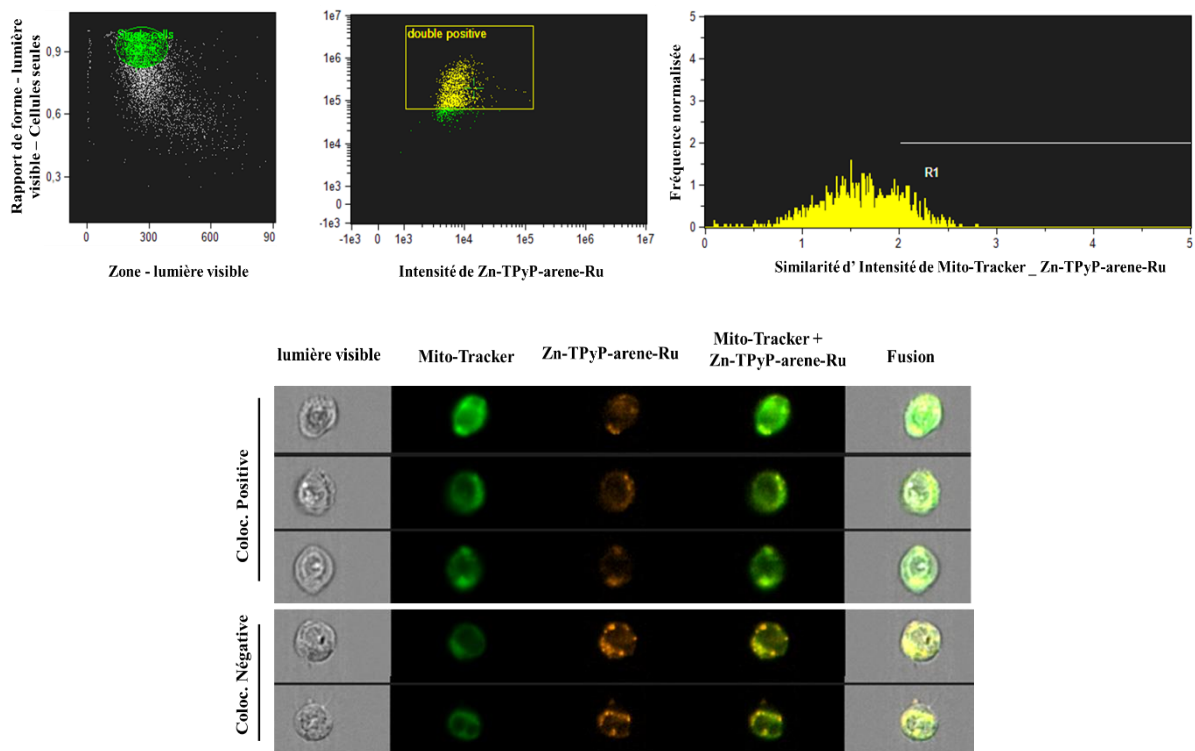 Rapport de forme - lumière
visible – Cellules seules
0,9
0,6
0,3
Single cells
0
300
600
90
Zone - lumière visible
1e7
1e6
1e5
1e4
1e3
0
-1e3
double positive
-1e3
0
1e3
1e4
1e5
1e6
1e7
Intensité de Zn-TPyP-arene-Ru
Fréquence normalisée
5
4
3
2
1
0
R1
0
1
2
3
4
5
Similarité d’ Intensité de Mito-Tracker _ Zn-TPyP-arene-Ru
lumière visible
Mito-Tracker
Zn-TPyP-arene-Ru
Mito-Tracker +
Zn-TPyP-arene-Ru
Fusion
Coloc. Positive
Coloc. Négative